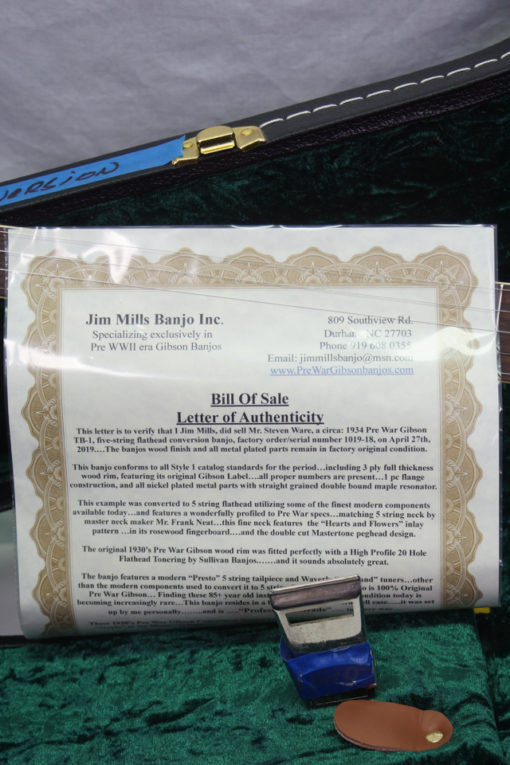 VERSION
Jim Mills Banjo Inc.
Specializing exclusively in
Pre WWII era Gibson Banjos
809 Southview Rd.
Durham NC 27703
Phone 919 608 0355
Email: jimmillsbanjo@msn.com
www.PreWarGibsonbanjos.com
Bill Of Sale
Letter of Authenticity
This letter is to verify that I Jim Mills, did sell Mr. Steven Ware, a circa: 1934 Pre War Gibson
TB-1, five-string flathead conversion banjo, factory order/serial number 1019-18, on April 27th,
2019....The banjos wood finish and all metal plated parts remain in factory original condition.
This banjo conforms to all Style 1 catalog standards for the period…including 3 ply full thickness
wood rim, featuring its original Gibson Label…all proper numbers are present…1 pc flange
construction, and all nickel plated metal parts with straight grained double bound maple resonator.
This example was converted to 5 string flathead utilizing some of the finest modern components
available today…and features a wonderfully profiled to Pre War specs…matching 5 string neck by
master neck maker Mr. Frank Neat…this fine neck features the “Hearts and Flowers” inlay
pattern …in its rosewood fingerboard….and the double cut Mastertone peghead design.
The original 1930’s Pre War Gibson wood rim was fitted perfectly with a High Profile 20 Hole
Flathead Tonering by Sullivan Banjos…….and it sounds absolutely great.
The banjo features a modern “Presto” 5 string tailpiece and tuners…other
than the modern components used to convert it to 5 is 100% Original
Pre War Gibson… Finding these 85+ year old condition today is
becoming increasingly rare…This banjo resides in a it was set
up by me personally……and is